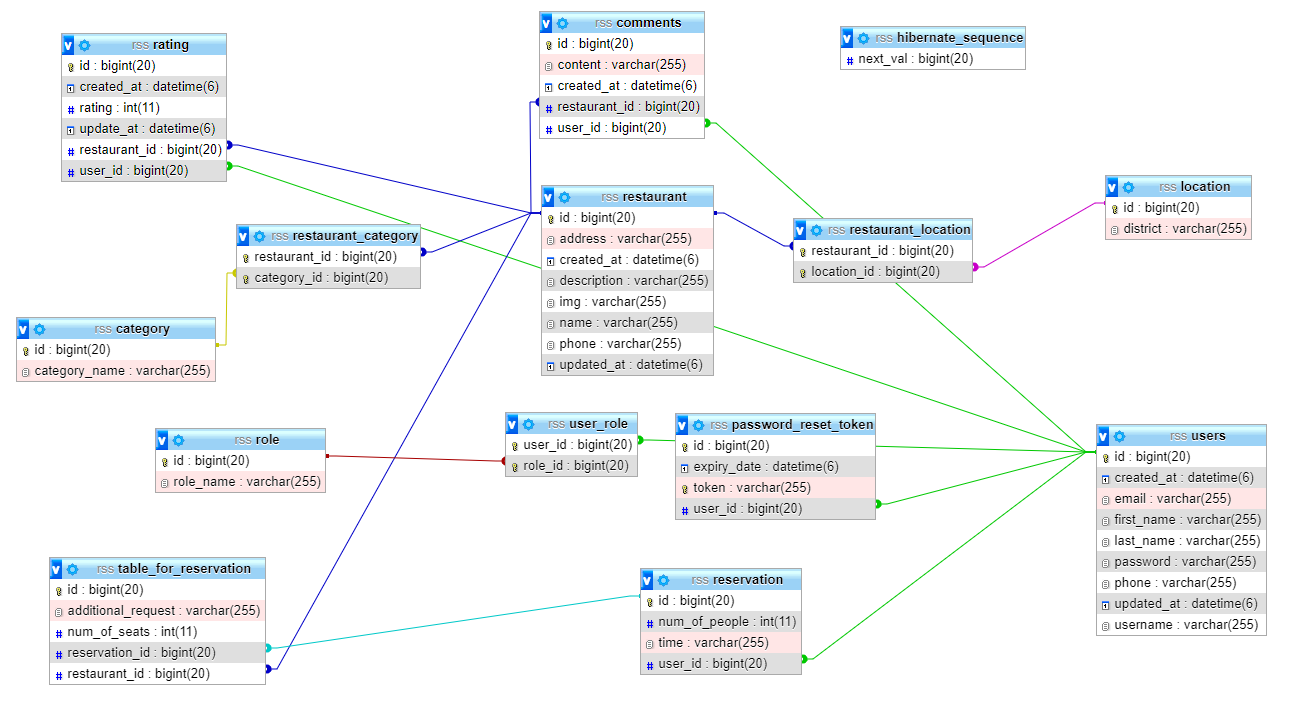 rss rating
id : bigint(20)
created_at : datetime(6)
rating : int(11)
update_at : datetime(6)
restaurant_id : bigint(20)
user_id : bigint(20)
rss comments
id : bigint(20)
content : varchar(255)
created_at : datetime(6)
restaurant_id : bigint(20)
user_id : bigint(20)
rss hibernate_sequence
next_val : bigint(20)
rss restaurant_category
restaurant_id : bigint(20)
category_id : bigint(20)
rss restaurant
id : bigint(20)
address : varchar(255)
created_at : datetime(6)
description : varchar(255)
img : varchar(255)
name : varchar(255)
phone : varchar(255)
updated_at : datetime(6)
rss restaurant_location
restaurant_id : bigint(20)
location_id : bigint(20)
rss location
id : bigint(20)
district : varchar(255)
rss category
id : bigint(20)
category_name : varchar(255)
rss role
id : bigint(20)
role_name : varchar(255)
rss user_role
user_id : bigint(20)
role_id : bigint(20)
rss password_reset_token
id : bigint(20)
expiry_date : datetime(6)
token : varchar(255)
user_id : bigint(20)
rss users
id : bigint(20)
created_at : datetime(6)
email : varchar(255)
first_name : varchar(255)
last_name : varchar(255)
password : varchar(255)
phone : varchar(255)
updated_at : datetime(6)
username : varchar(255)
rss table_for_reservation
id : bigint(20)
additional_request : varchar(255)
num_of_seats : int(11)
reservation_id : bigint(20)
restaurant_id : bigint(20)
rss reservation
id : bigint(20)
num_of_people : int(11)
time : varchar(255)
user_id : bigint(20)